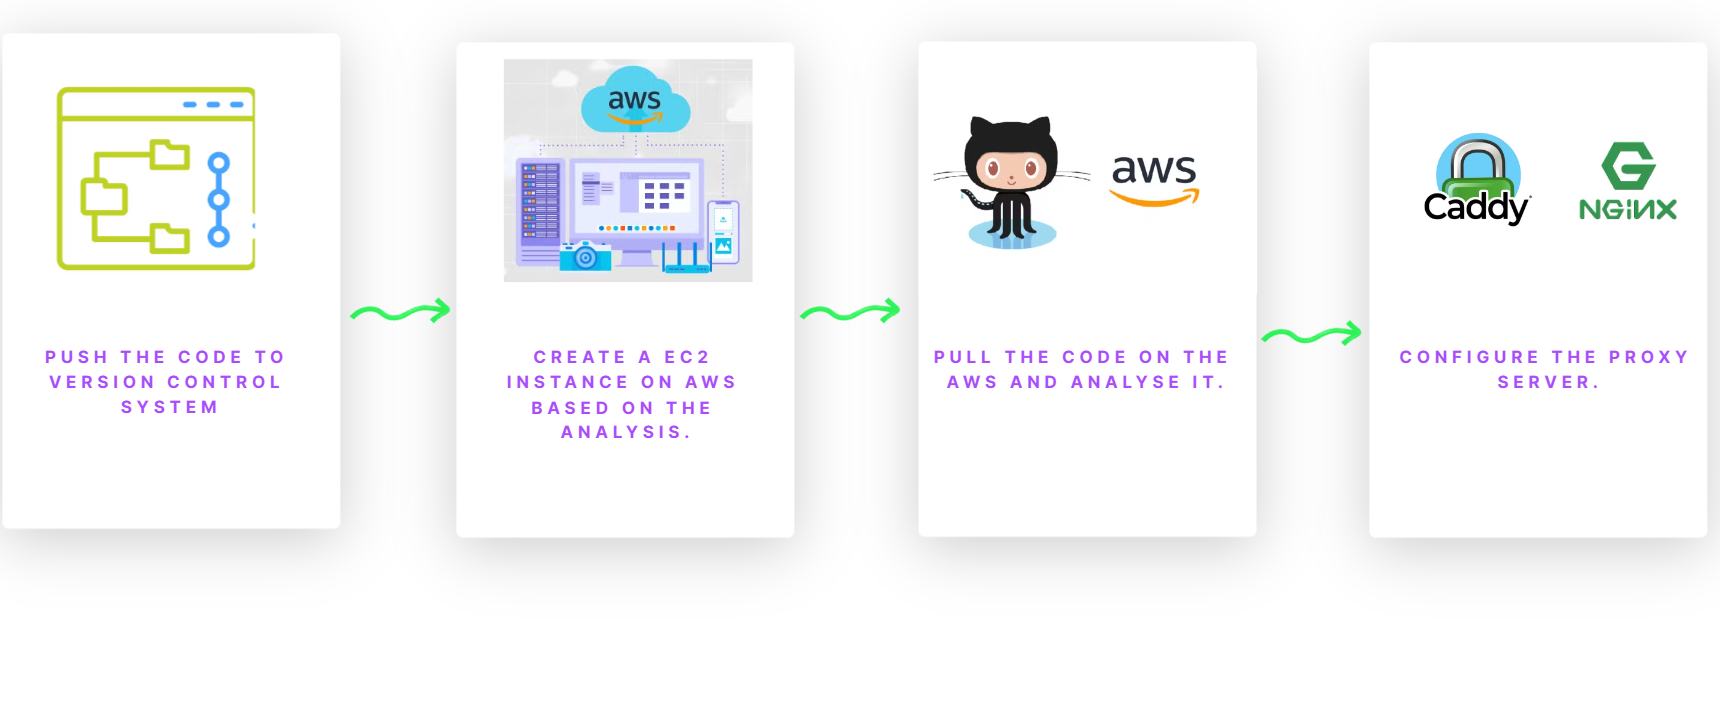 PUSH THE CODE TO
VERSION CONTROL
SYSTEM
aws
CREATE A EC2
INSTANCE ON AWS
BASED ON THE
ANALYSIS.
aws
PULL THE CODE ON THE
AWS AND ANALYSE IT.
Caddy
NGINX
CONFIGURE THE PROXY
SERVER.